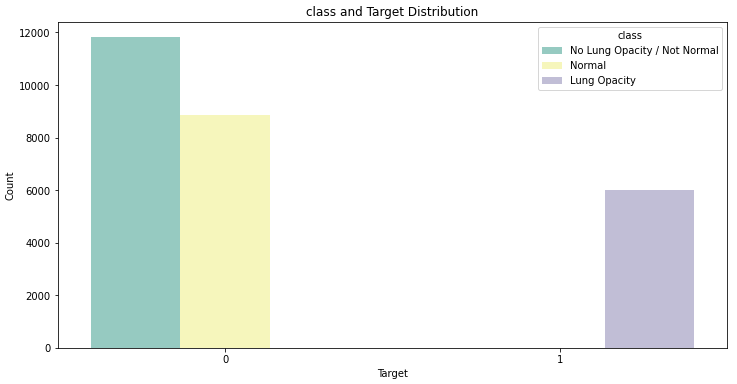 class and Target Distribution
class
No Lung Opacity / Not Normal
Normal
Lung Opacity
12000
10000
8000
6000
4000
2000
0
Count
0 1
Target